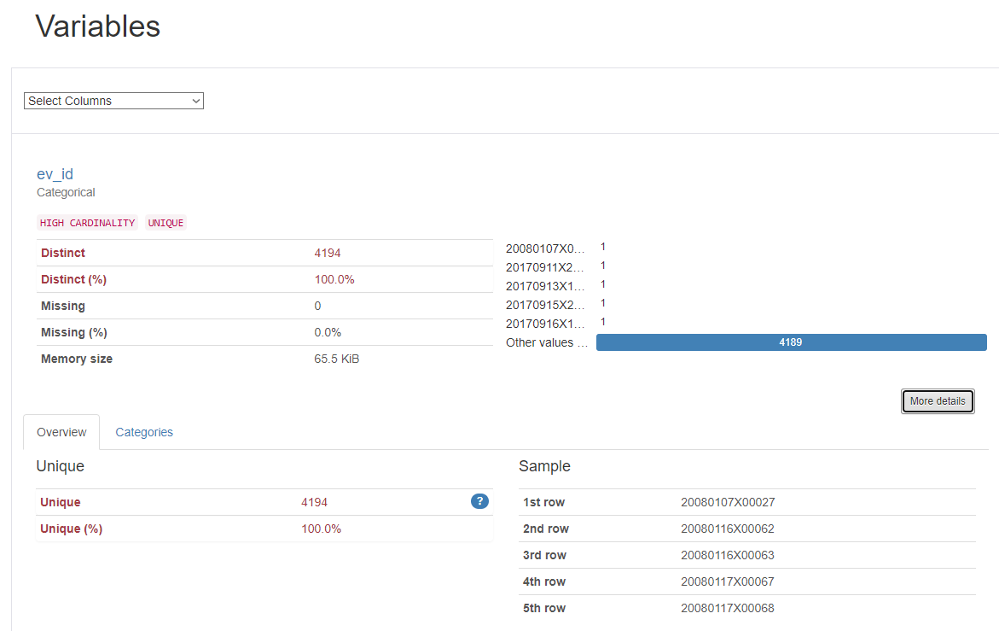 Variables
Select Columns
ev_id
Categorical
HIGH CARDINALITY UNIQUE
Distinct 4194
Distinct (%) 100.0%
Missing 0
Missing (%) 0.0%
Memory size 65.5 KiB
20080107X0... 1
20170911X2... 1
20170913X1... 1
20170915X2... 1
20170916X1... 1
Other values ... 4189
More details
Overview Categories
Unique
Unique 4194 ?
Unique (%) 100.0%
Sample
1st row 20080107X00027
2nd row 20080116X00062
3rd row 20080116X00063
4th row 20080117X00067
5th row 20080117X00068